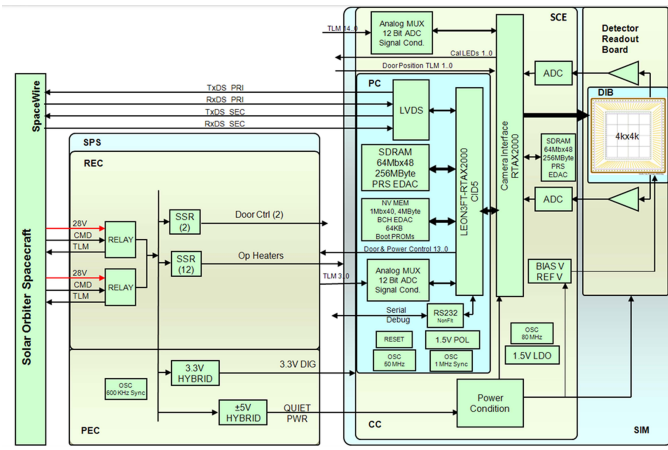 SCE
Analog MUX
12 Bit ADC
Signal Cond.
TLM 14..0
Cal LEDs 1..0
Door Position TLM 1..0
Detector
Readout
Board
ADC
DIB
4kx4k
SpaceWire
TxDS PRI
RxDS PRI
TxDS SEC
RxDS SEC
PC
LVDS
Camera Interface
RTAX2000
LEON3FT-RTAX2000
CID5
SDRAM
64Mbx48
256MByte
PRS EDAC
SDRAM
64Mbx48
256MByte
PRS EDAC
NV MEM
1Mbx40, 4MByte
BCH EDAC
64KB
Boot PROMs
ADC
SPS
REC
SSR
(2)
Door Ctrl (2)
SSR
(12)
Op Heaters
28V
CMD
TLM
RELAY
28V
CMD
TLM
RELAY
Solar Orbiter Spacecraft
Door & Power Control 13..0
TLM 3..0
Analog MUX
12 Bit ADC
Signal Cond.
BIAS V
REF V
Serial
Debug
RS232
NonFlt
RESET
1.5V POL
OSC
50 MHz
OSC
1 MHz Sync
OSC
80 MHz
1.5V LDO
3.3V
HYBRID
3.3V DIG
OSC
600 KHz Sync
±5V
HYBRID
QUIET
PWR
Power
Condition
PEC
CC
SIM